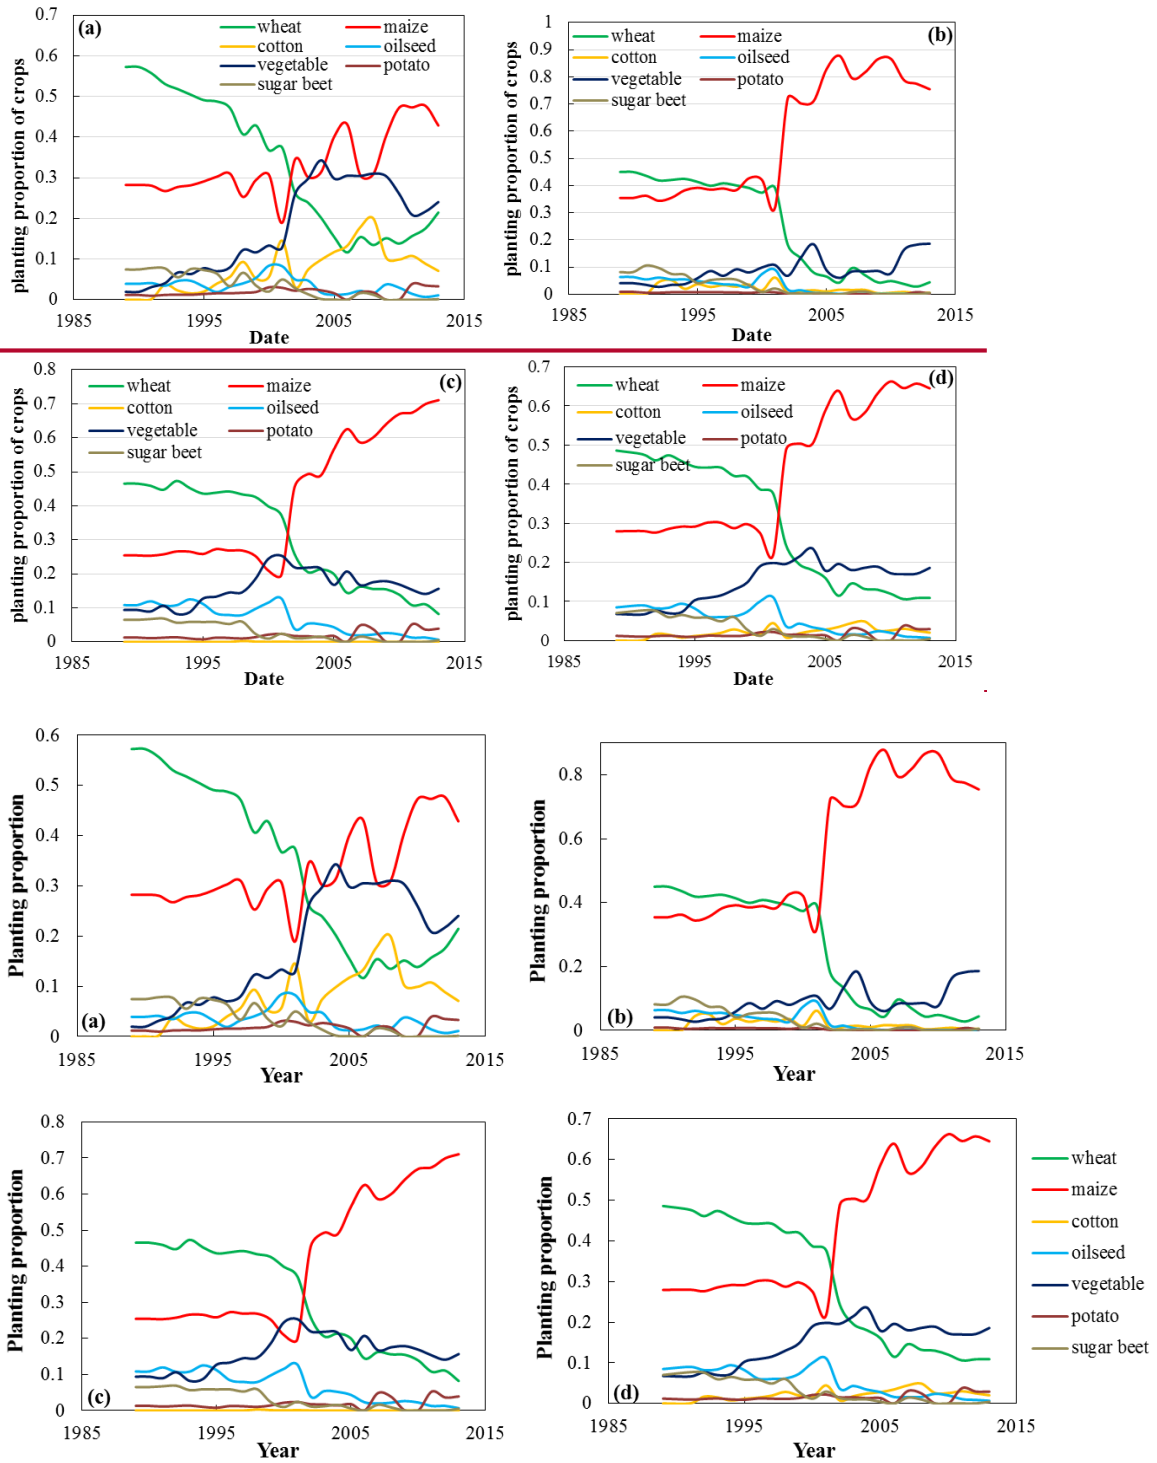 (a)
wheat maize
cotton oilseed
vegetable potato
sugar beet
planting proportion of crops
0.7
0.6
0.5
0.4
0.3
0.2
0.1
0
1985 1995 2005 2015
Date
(b)
wheat maize
cotton oilseed
vegetable potato
sugar beet
planting proportion of crops
1
0.9
0.8
0.7
0.6
0.5
0.4
0.3
0.2
0.1
0
1985 1995 2005 2015
Date
(c)
wheat maize
cotton oilseed
vegetable potato
sugar beet
planting proportion of crops
0.8
0.7
0.6
0.5
0.4
0.3
0.2
0.1
0
1985 1995 2005 2015
Date
(d)
wheat maize
cotton oilseed
vegetable potato
sugar beet
planting proportion of crops
0.7
0.6
0.5
0.4
0.3
0.2
0.1
0
1985 1995 2005 2015
Date
Planting proportion
0.6
0.5
0.4
0.3
0.2
0.1
0
(a)
1985 1995 2005 2015
Year
Planting proportion
0.8
0.6
0.4
0.2
0
(b)
1985 1995 2005 2015
Year
Planting proportion
0.8
0.7
0.6
0.5
0.4
0.3
0.2
0.1
0
(c)
1985 1995 2005 2015
Year
Planting proportion
0.7
0.6
0.5
0.4
0.3
0.2
0.1
0
(d)
1985 1995 2005 2015
Year
wheat
maize
cotton
oilseed
vegetable
potato
sugar beet